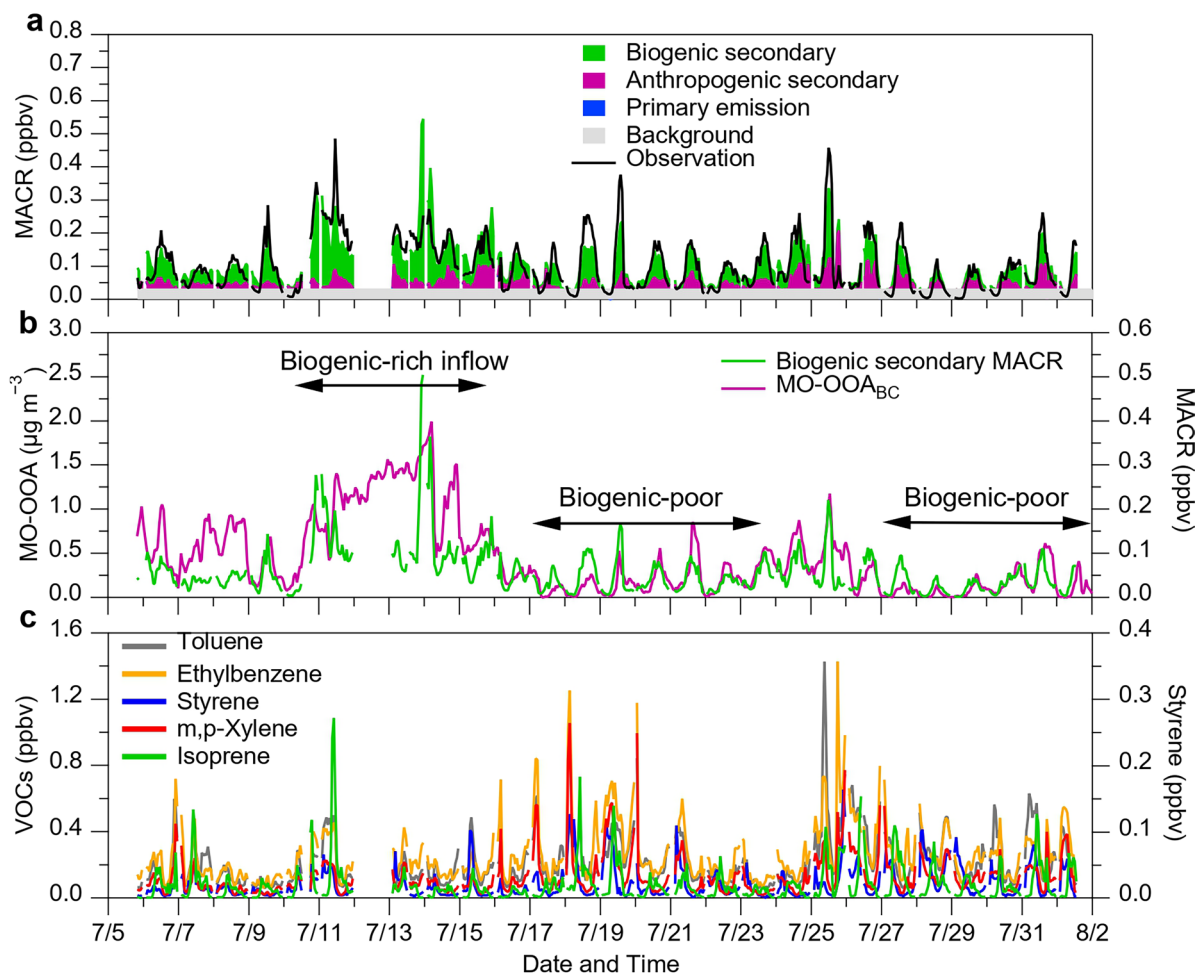 a
0.8
0.7
0.6
0.5
0.4
0.3
0.2
0.1
0.0
MACR (ppbv)
Biogenic secondary
Anthropogenic secondary
Primary emission
Background
Observation
b
3.0
2.5
2.0
1.5
1.0
0.5
0.0
MO-OOA (µg m⁻³)
Biogenic-rich inflow
Biogenic secondary MACR
MO-OOA_BC
Biogenic-poor
Biogenic-poor
0.6
0.5
0.4
0.3
0.2
0.1
0.0
MACR (ppbv)
c
1.6
1.2
0.8
0.4
0.0
VOCs (ppbv)
Toluene
Ethylbenzene
Styrene
m,p-Xylene
Isoprene
0.4
0.3
0.2
0.1
0.0
Styrene (ppbv)
7/5 7/7 7/9 7/11 7/13 7/15 7/17 7/19 7/21 7/23 7/25 7/27 7/29 7/31 8/2
Date and Time